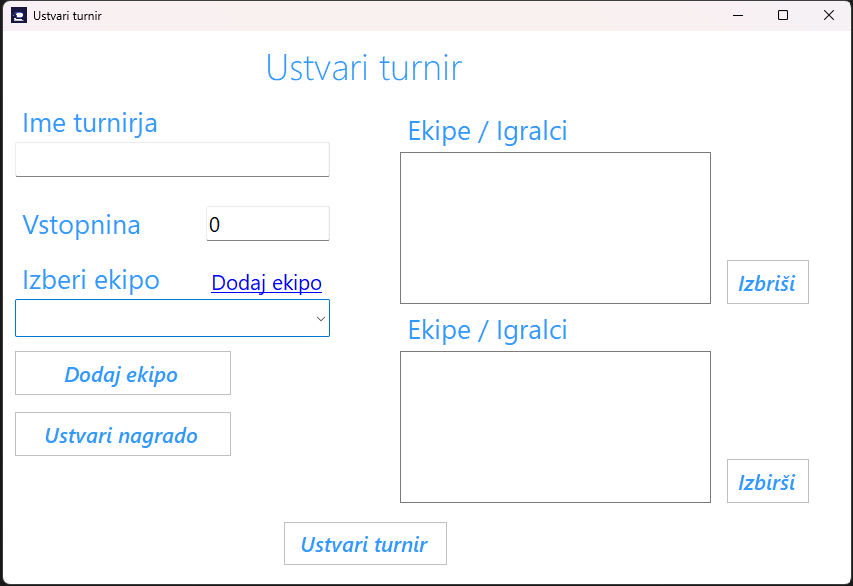 Ustvari turnir
Ustvari turnir
Ime turnirja
Vstopnina
0
Izberi ekipo
Dodaj ekipo
Dodaj ekipo
Ustvari nagrado
Ekipe / Igralci
Izbriši
Ekipe / Igralci
Izbirši
Ustvari turnir